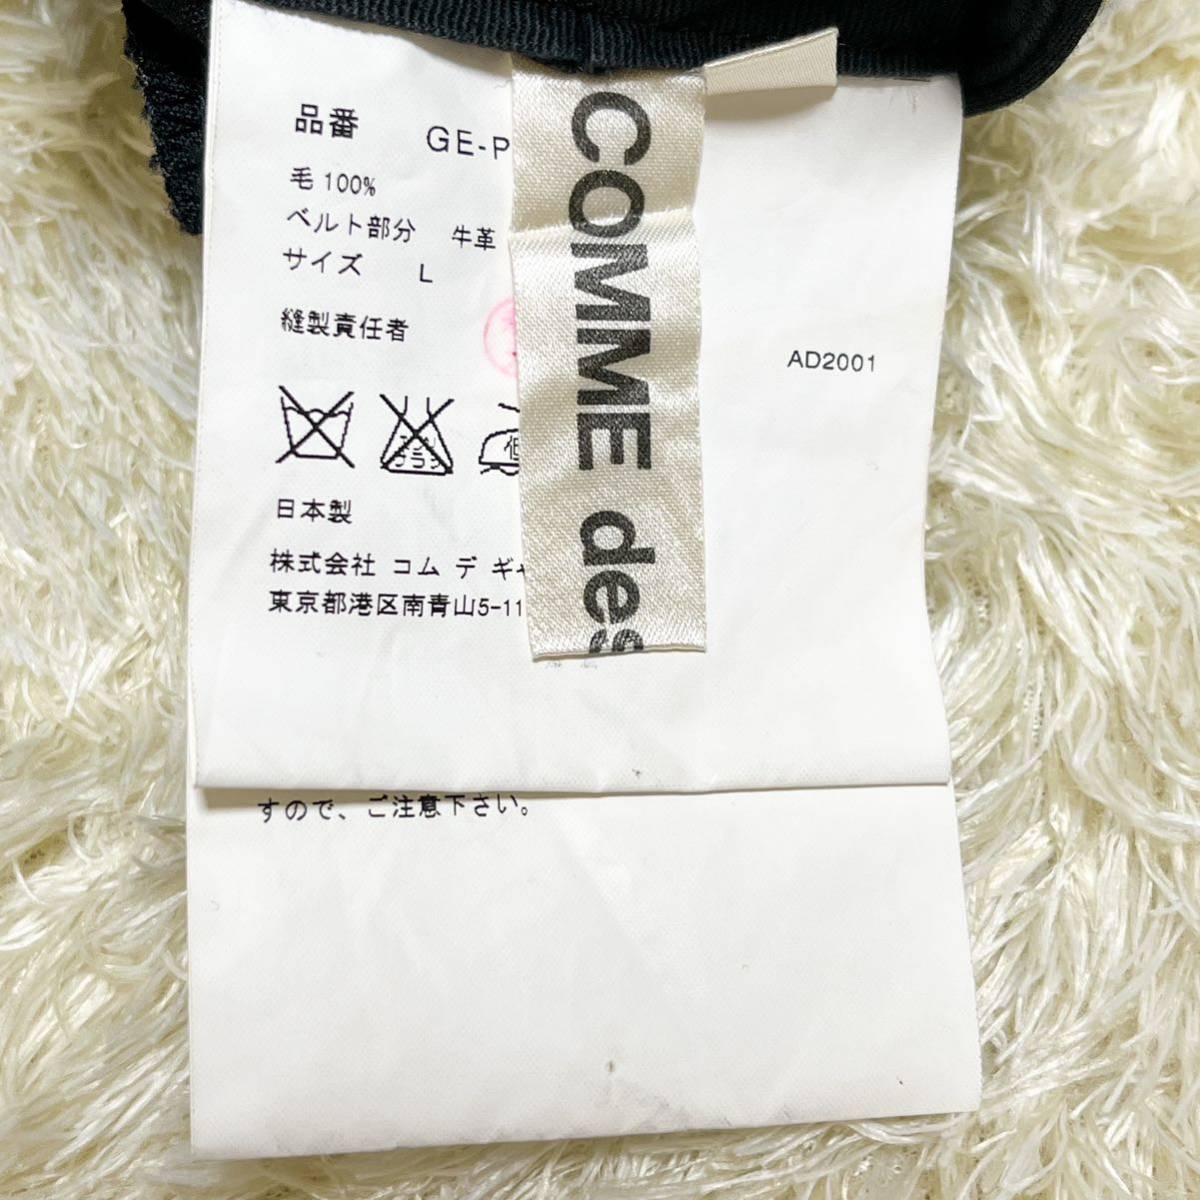 品番 GE-P
毛 100%
ベルト部分 牛革
サイズ L
縫製責任者
日本製
株式会社 コム デ ギャ
東京都港区南青山5-11
COMME des
AD2001
すので、ご注意下さい。